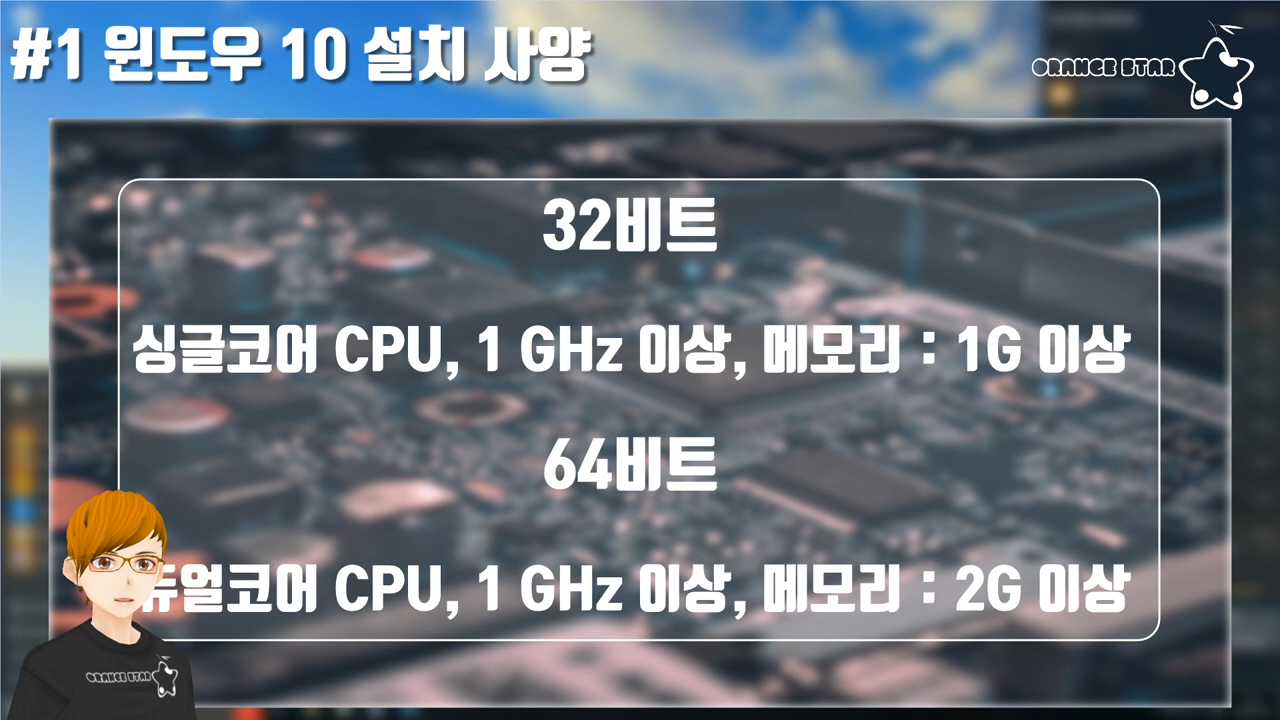 #1 윈도우 10 설치 사양
ORANGE STAR
32비트
싱글코어 CPU, 1 GHz 이상, 메모리 : 1G 이상
64비트
듀얼코어 CPU, 1 GHz 이상, 메모리 : 2G 이상
ORANGE STAR